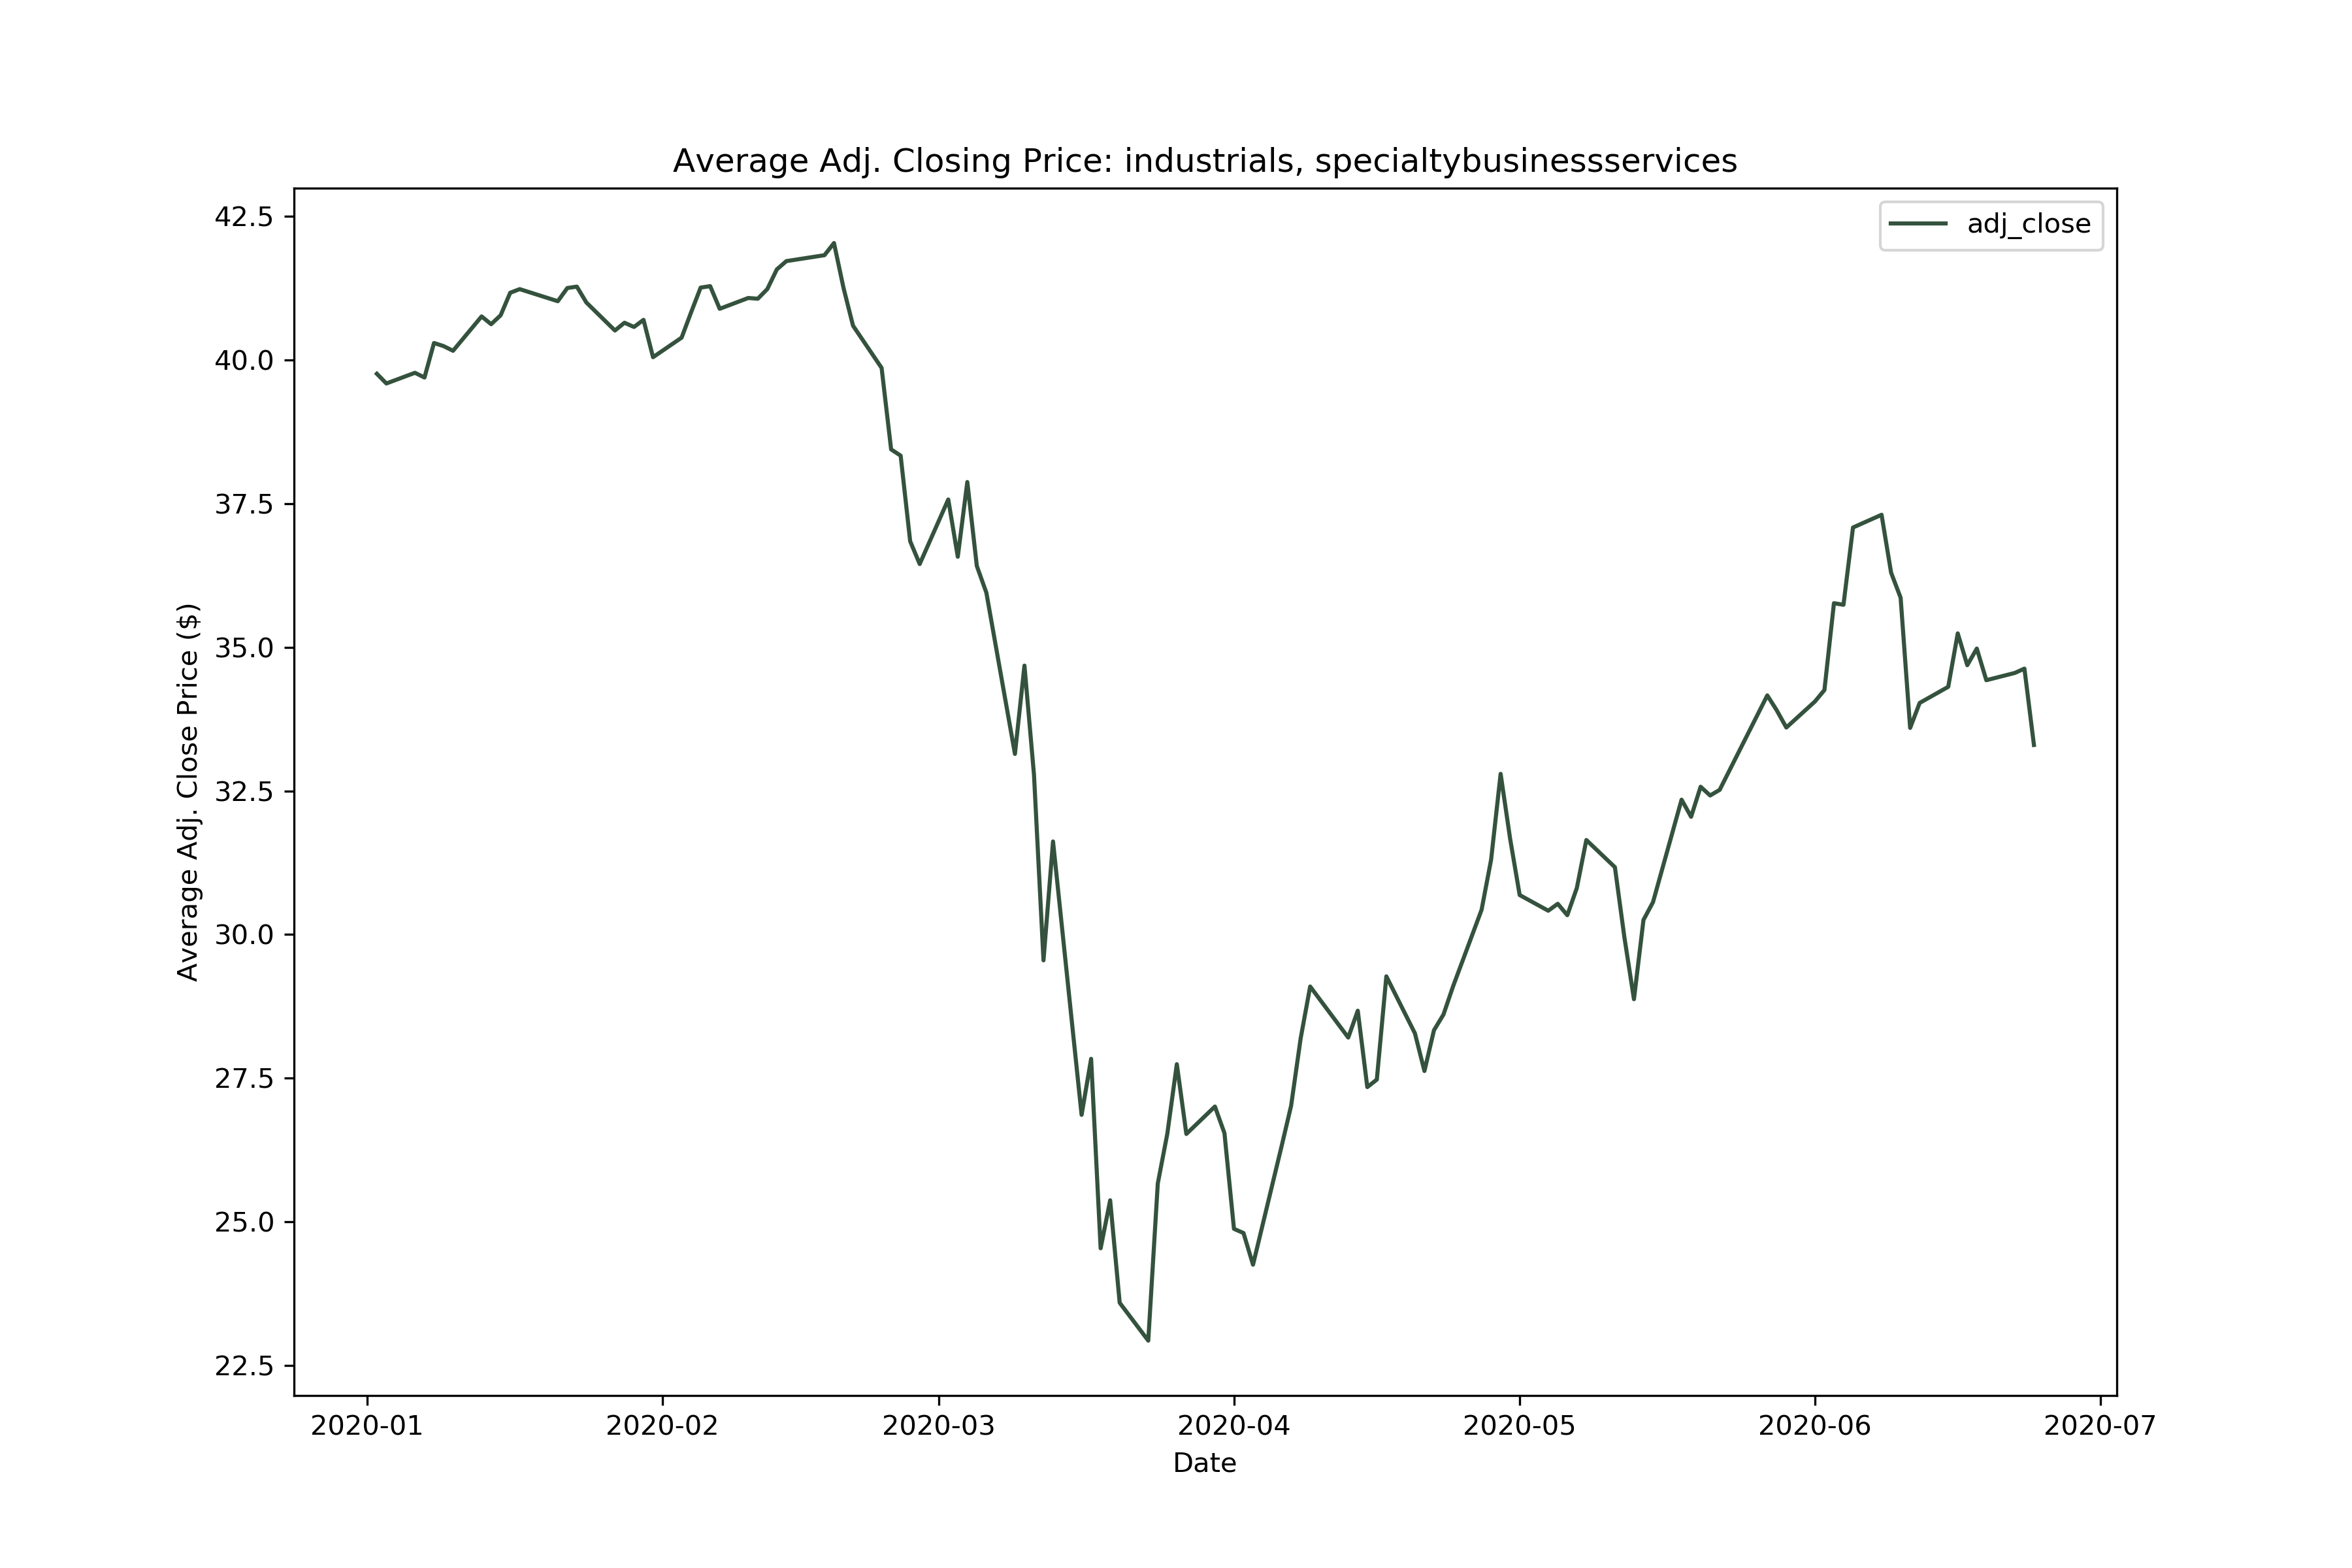 Average Adj. Closing Price: industrials, specialtybusinessservices
adj_close
Average Adj. Close Price ($)
42.5
40.0
37.5
35.0
32.5
30.0
27.5
25.0
22.5
2020-01 2020-02 2020-03 2020-04 2020-05 2020-06 2020-07
Date